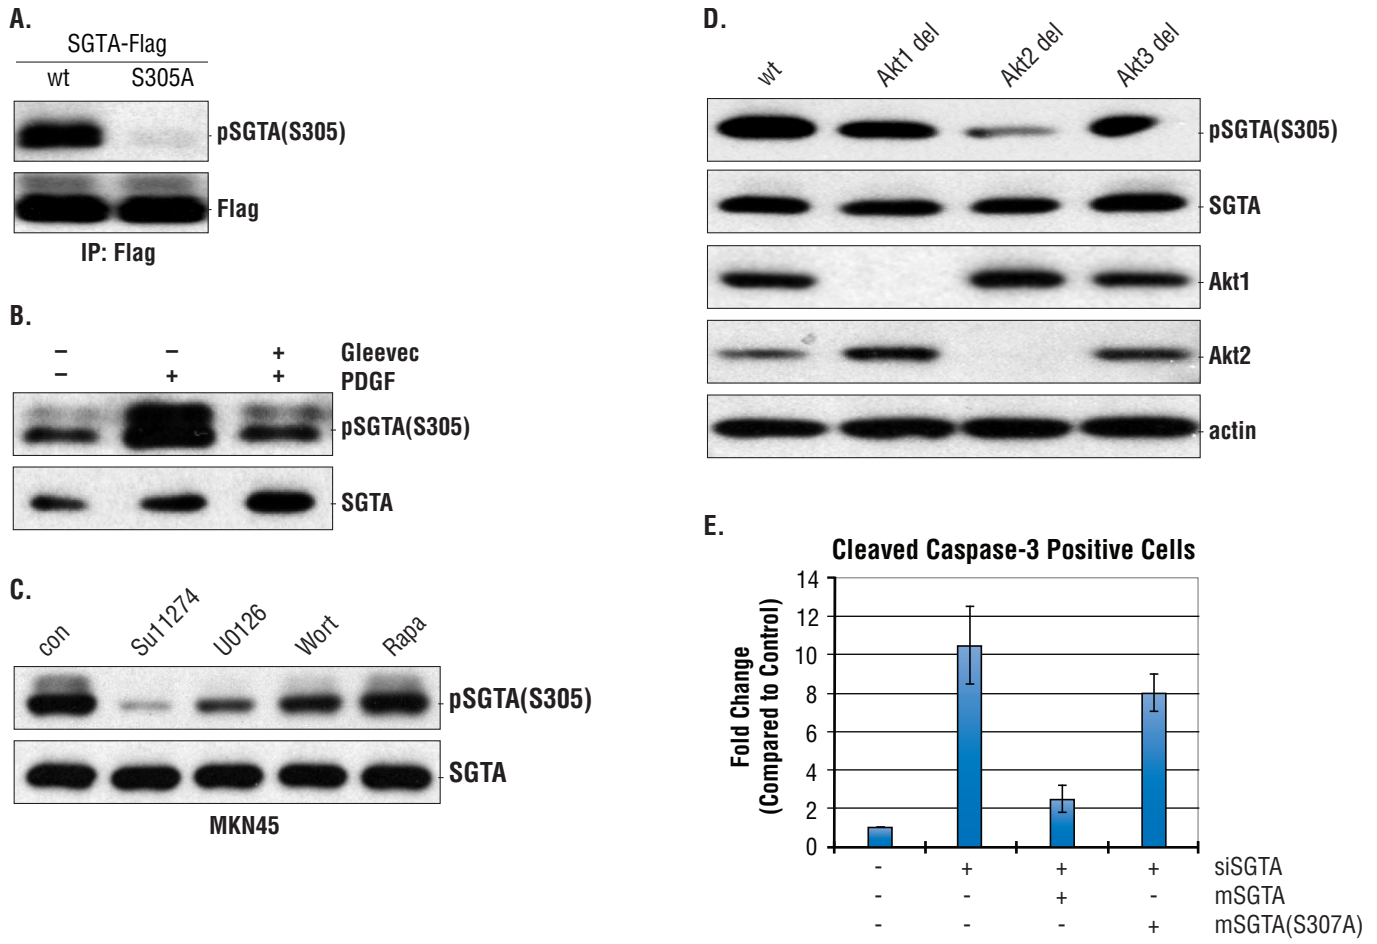 A.
SGTA-Flag
wt S305A
pSGTA(S305)
Flag
IP: Flag
B.
– – + Gleevec
– + + PDGF
pSGTA(S305)
SGTA
C.
con Su11274 U0126 Wort Rapa
pSGTA(S305)
SGTA
MKN45
D.
wt Akt1 del Akt2 del Akt3 del
pSGTA(S305)
SGTA
Akt1
Akt2
actin
E.
Cleaved Caspase-3 Positive Cells
Fold Change
(Compared to Control)
14
12
10
8
6
4
2
0
- + + + siSGTA
- - + - mSGTA
- - - + mSGTA(S307A)